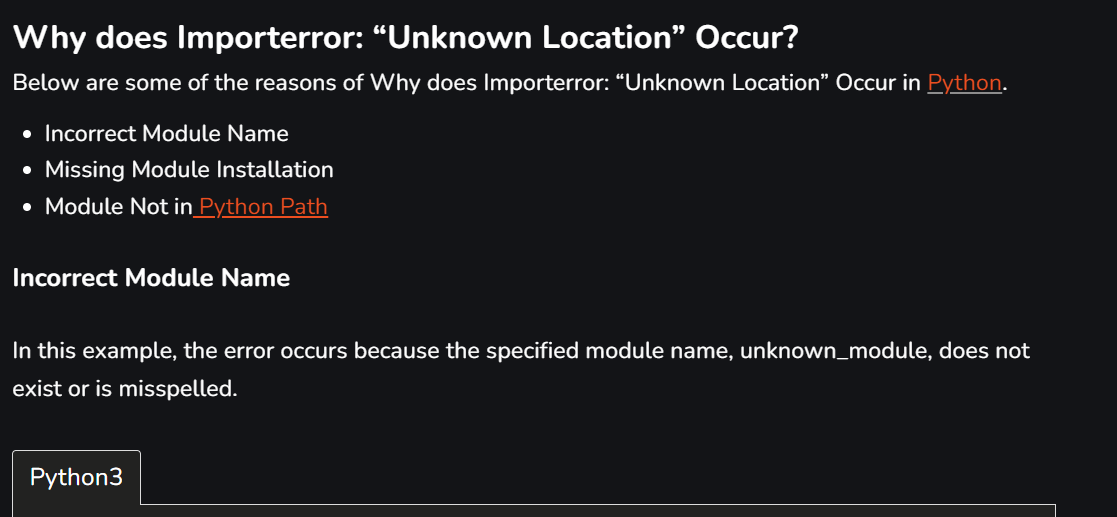 Why does Importerror: “Unknown Location” Occur?
Below are some of the reasons of Why does Importerror: “Unknown Location” Occur in Python.
• Incorrect Module Name
• Missing Module Installation
• Module Not in Python Path
Incorrect Module Name
In this example, the error occurs because the specified module name, unknown_module, does not
exist or is misspelled.
Python3